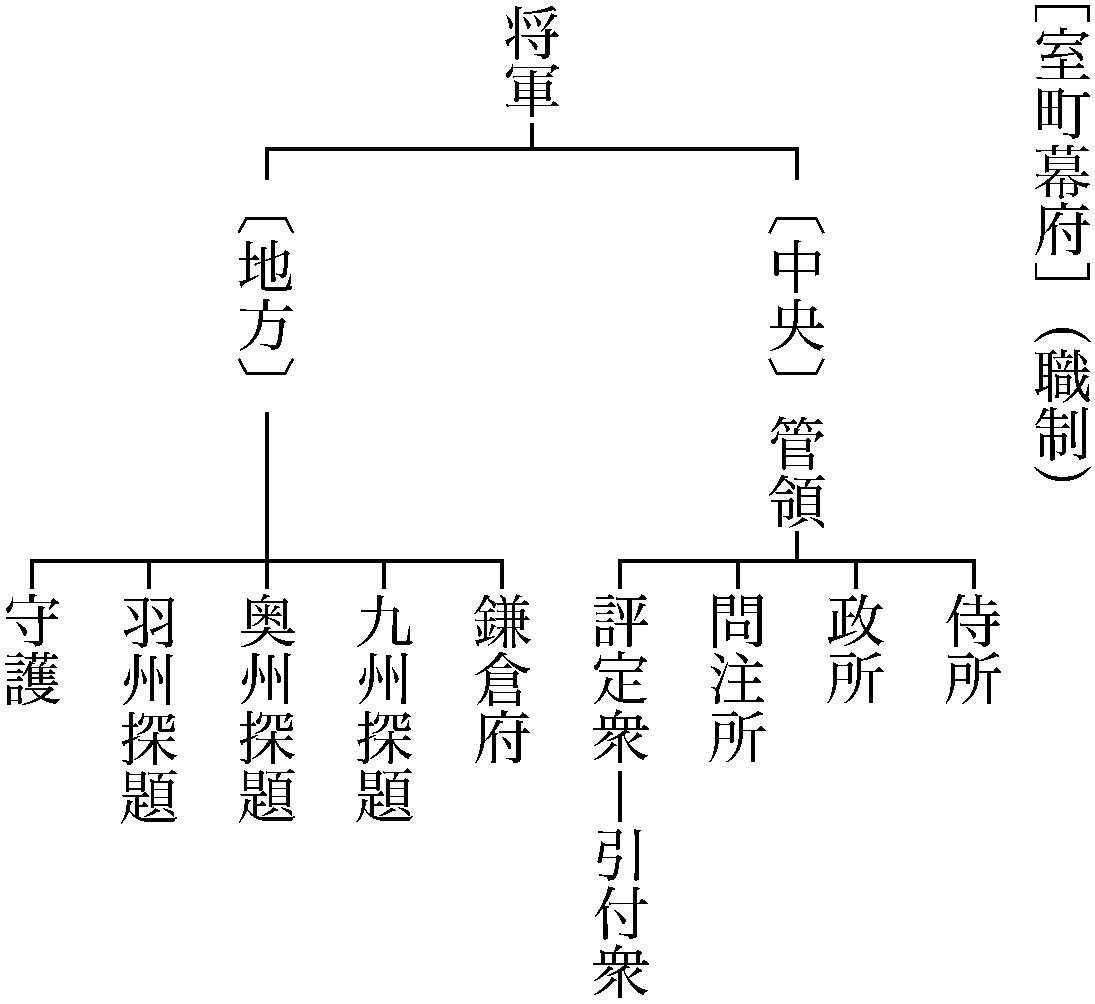 ［室町幕府］（職制）
将軍
〔中央〕管領
侍所
政所
問注所
評定衆
引付衆
〔地方〕
鎌倉府
九州探題
奥州探題
羽州探題
守護